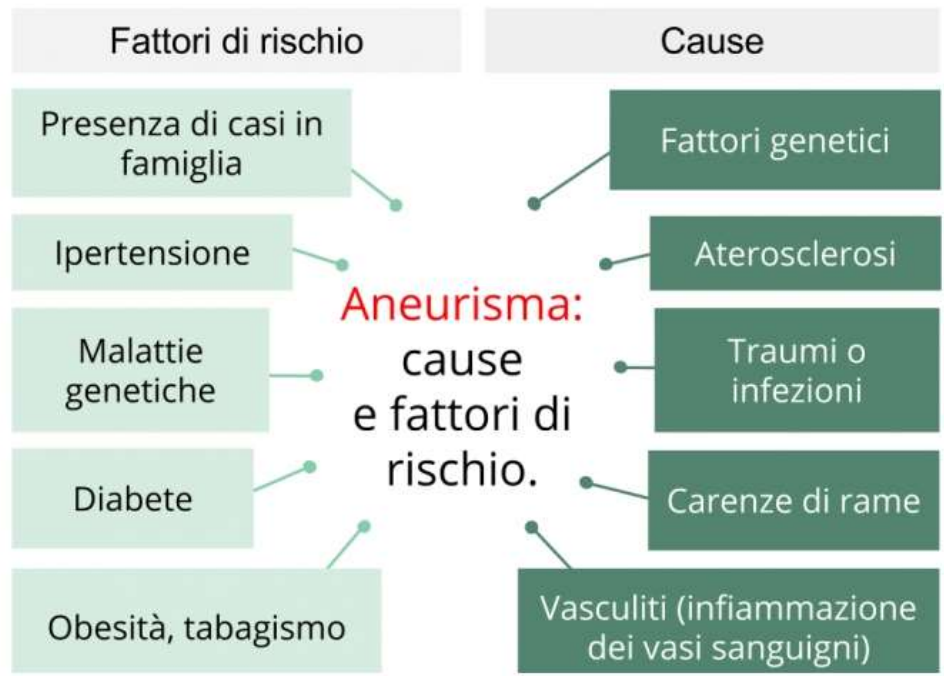 Fattori di rischio
Presenza di casi in
famiglia
Ipertensione
Malattie
genetiche
Diabete
Obesità, tabagismo
Aneurisma:
cause
e fattori di
rischio.
Cause
Fattori genetici
Aterosclerosi
Traumi o
infezioni
Carenze di rame
Vasculiti (infiammazione
dei vasi sanguigni)